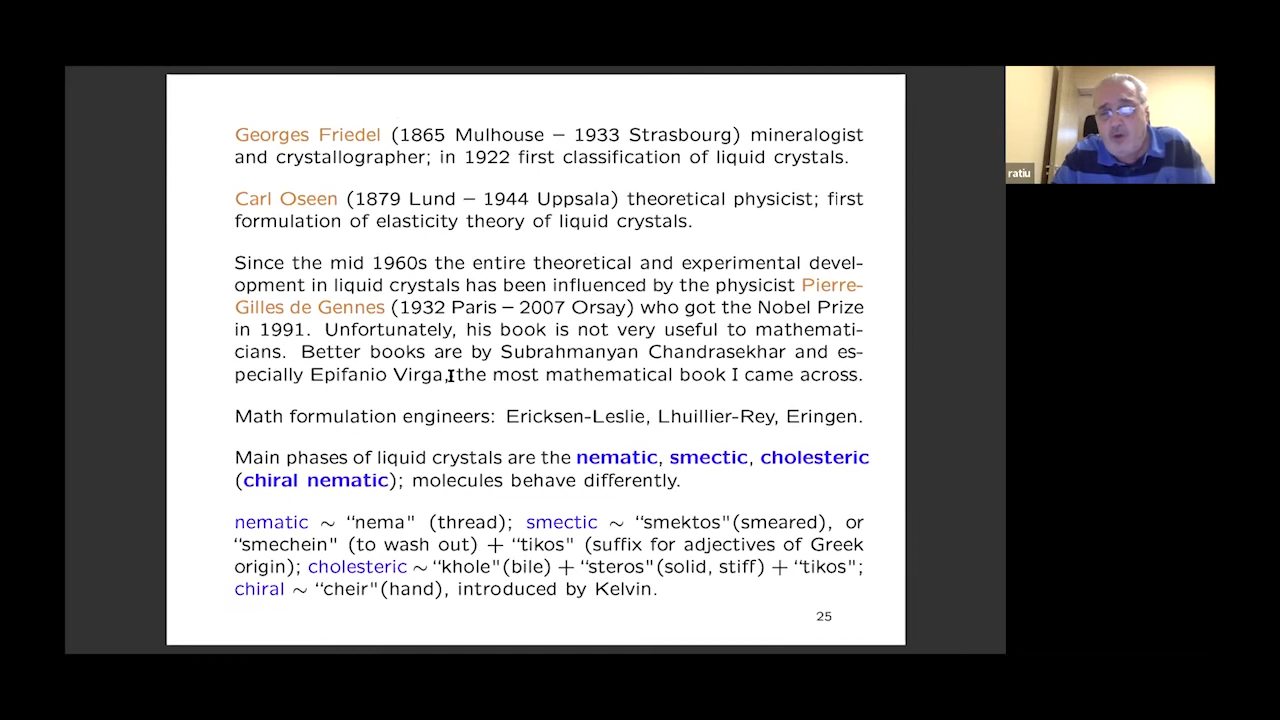 Georges Friedel (1865 Mulhouse – 1933 Strasbourg) mineralogist
and crystallographer; in 1922 first classification of liquid crystals.
Carl Oseen (1879 Lund – 1944 Uppsala) theoretical physicist; first
formulation of elasticity theory of liquid crystals.
Since the mid 1960s the entire theoretical and experimental devel-
opment in liquid crystals has been influenced by the physicist Pierre-
Gilles de Gennes (1932 Paris – 2007 Orsay) who got the Nobel Prize
in 1991. Unfortunately, his book is not very useful to mathemati-
cians. Better books are by Subrahmanyan Chandrasekhar and es-
pecially Epifanio Virga, the most mathematical book I came across.
Math formulation engineers: Ericksen-Leslie, Lhuillier-Rey, Eringen.
Main phases of liquid crystals are the nematic, smectic, cholesteric
(chiral nematic); molecules behave differently.
nematic ∼ “nema" (thread); smectic ∼ “smektos"(smeared), or
“smechein" (to wash out) + “tikos" (suffix for adjectives of Greek
origin); cholesteric ∼ “khole"(bile) + “steros"(solid, stiff) + “tikos";
chiral ∼ “cheir"(hand), introduced by Kelvin.
25
ratiu